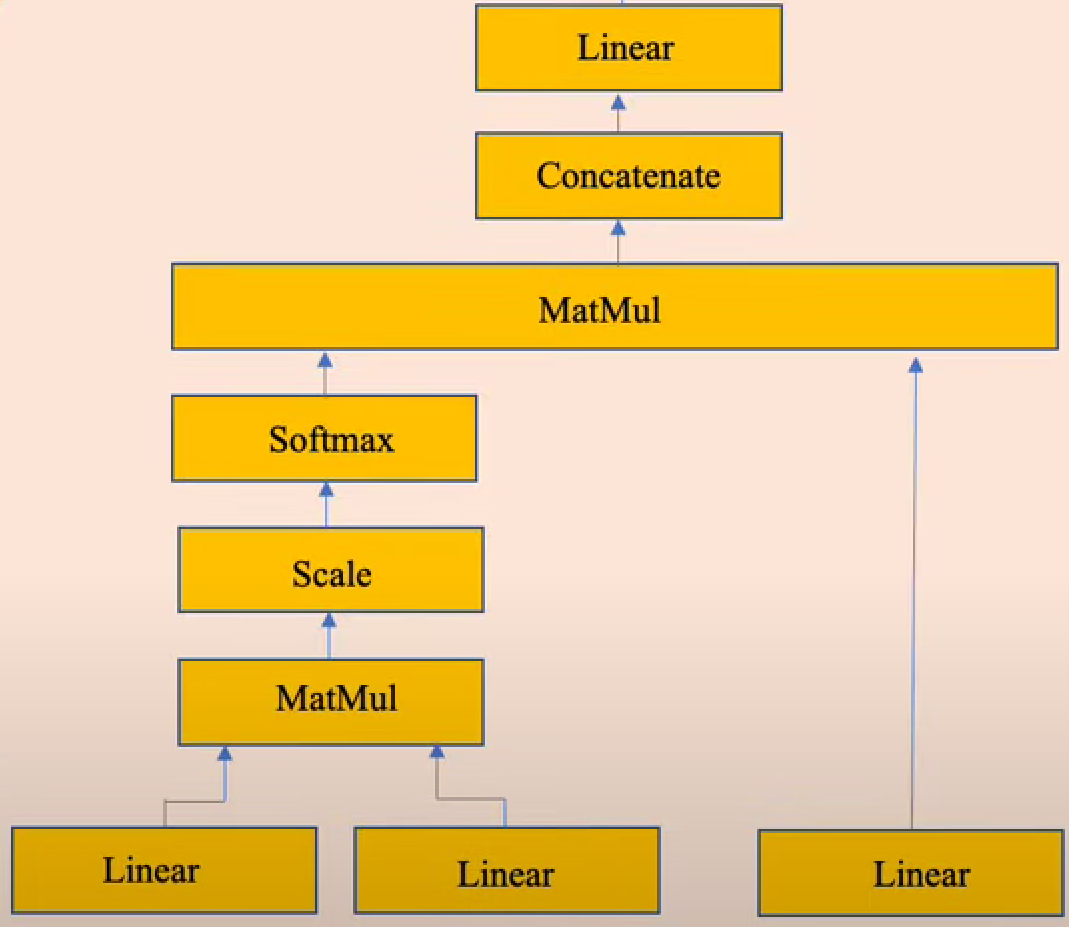 Linear
Concatenate
MatMul
Softmax
Scale
MatMul
Linear
Linear
Linear